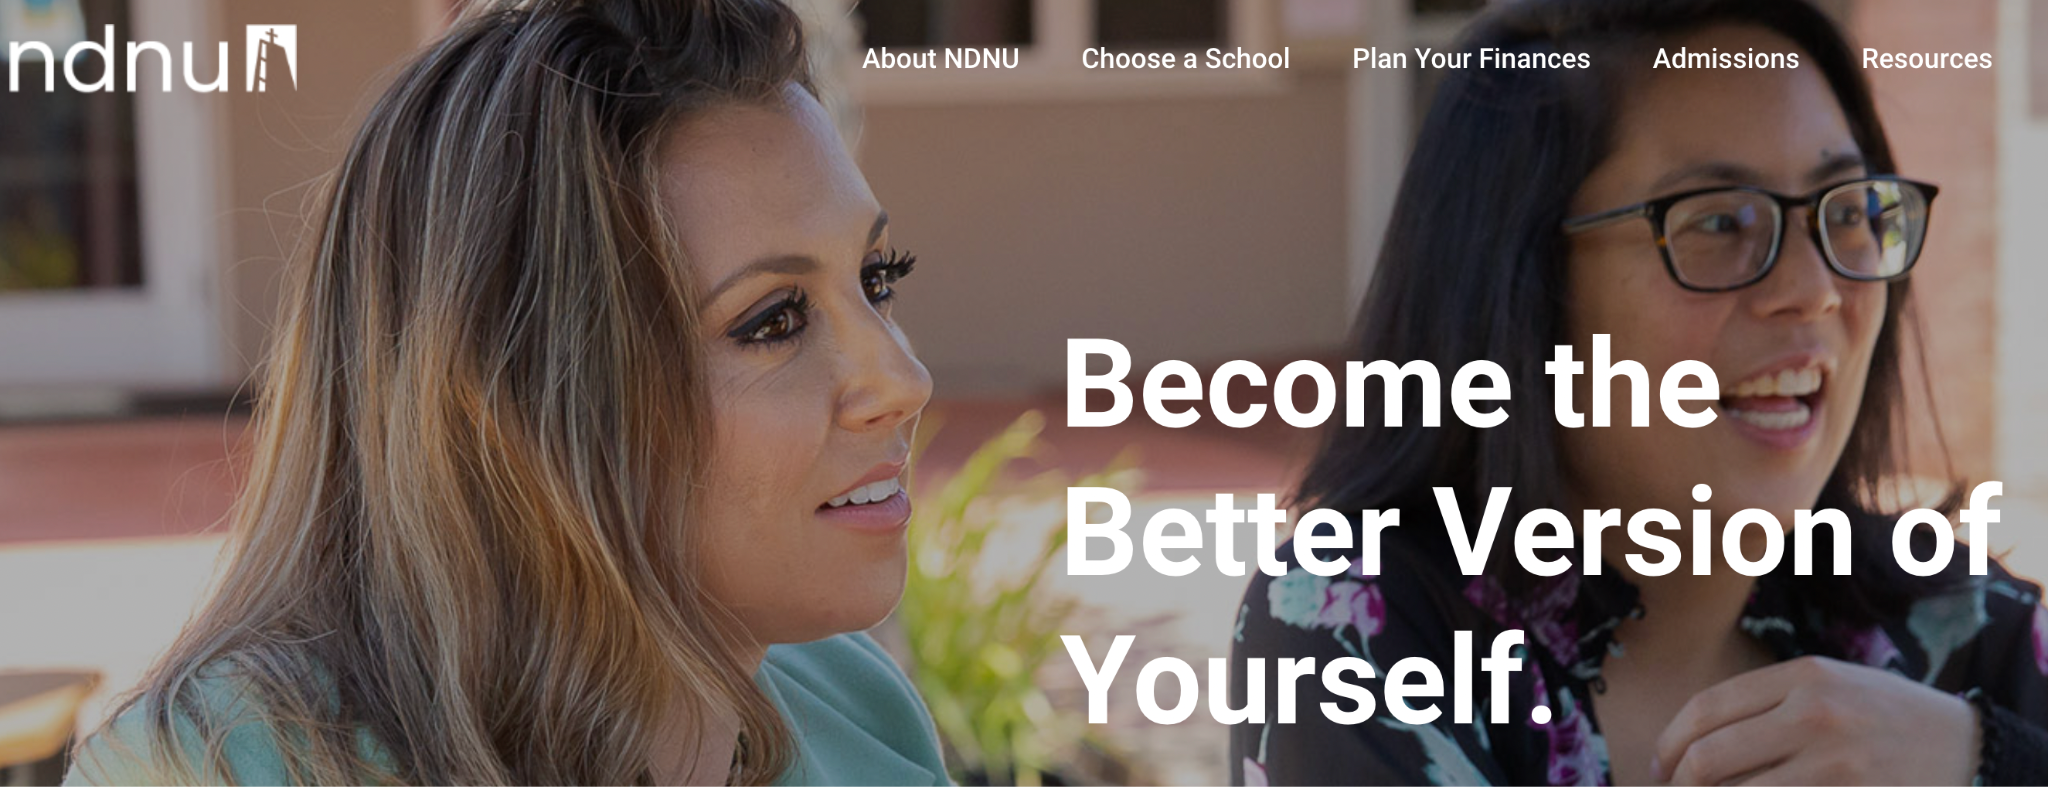 ndnu
About NDNU Choose a School Plan Your Finances Admissions Resources
Become the
Better Version of
Yourself.